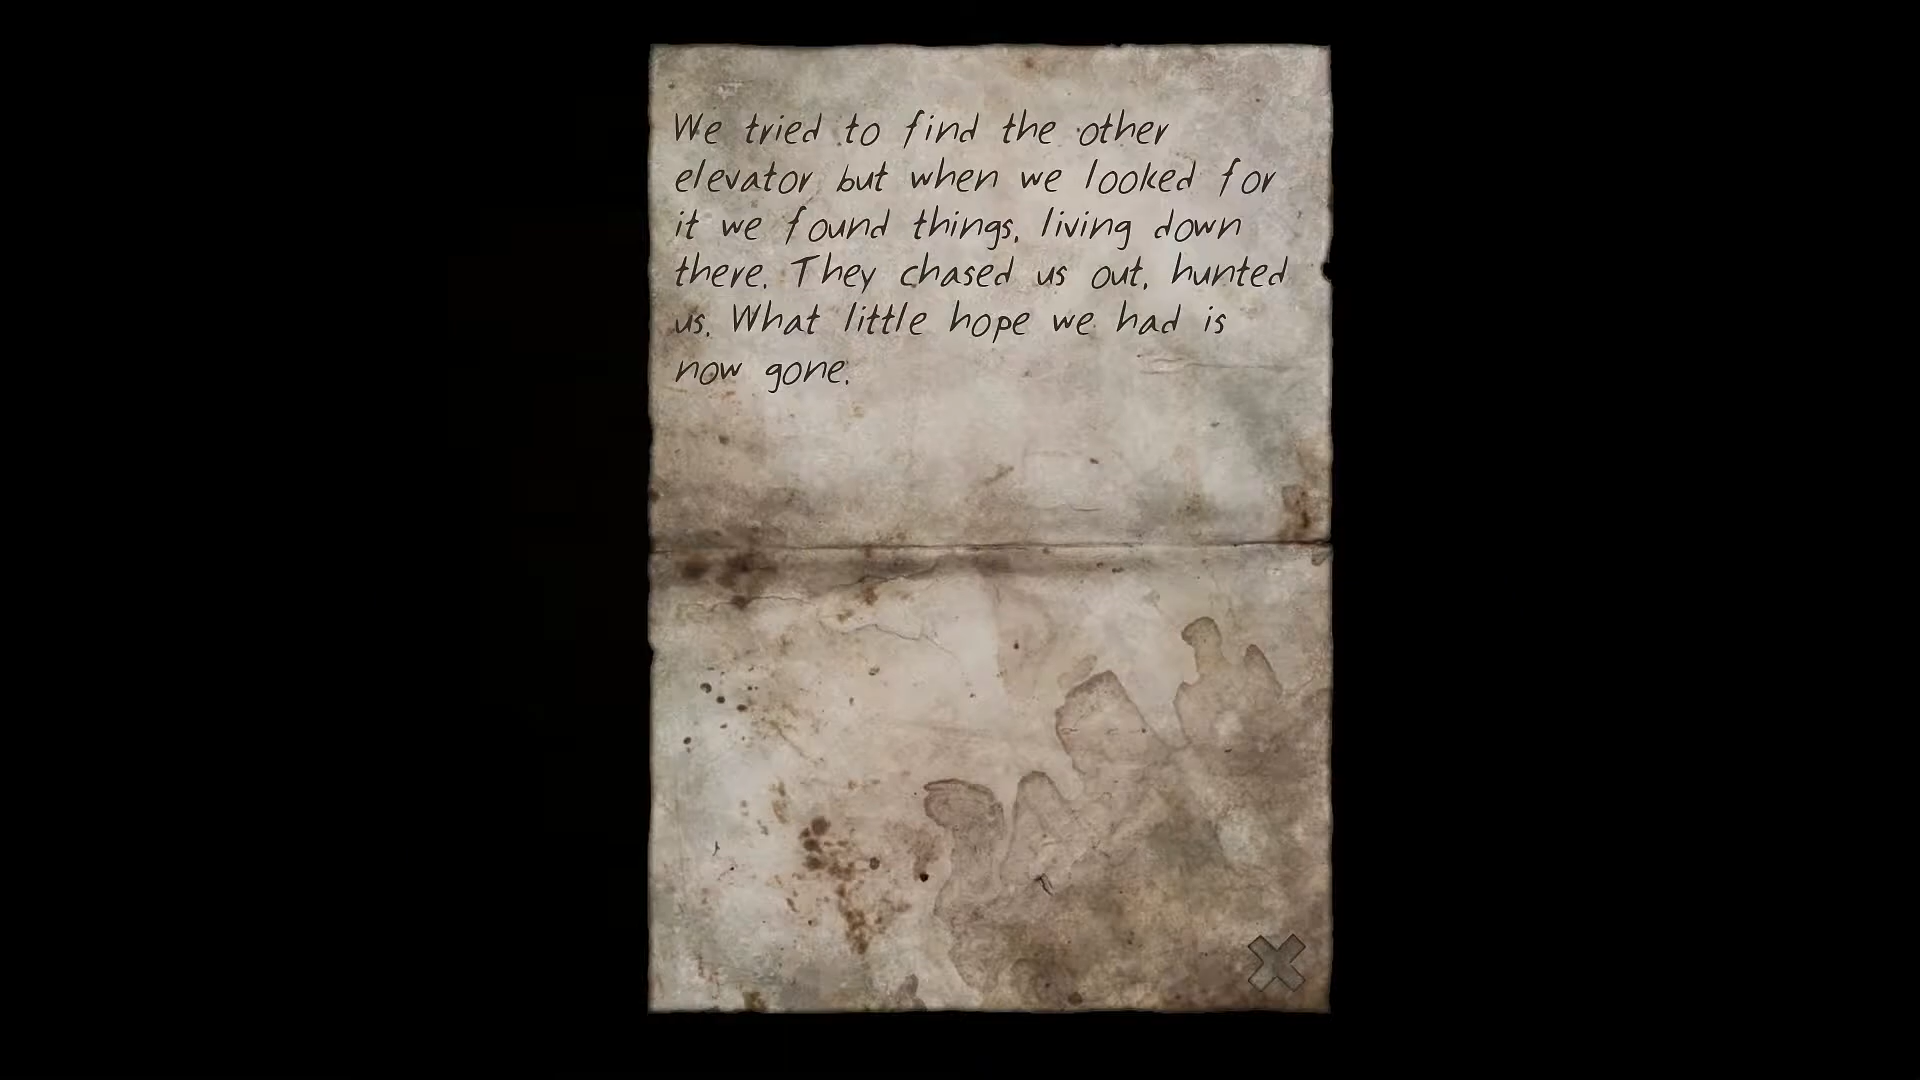 We tried to find the other
elevator, but when we looked for
it we found things, living down
there. They chased us out, hunted
us. What little hope we had is
now gone.